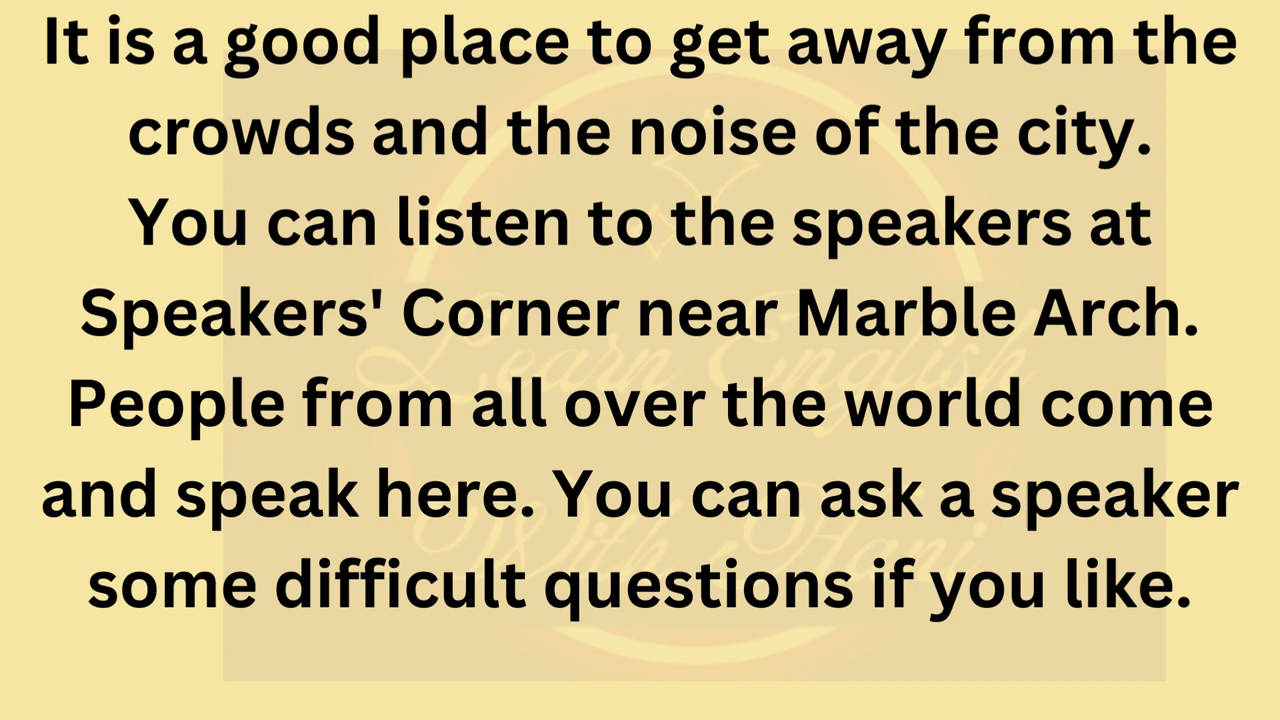 It is a good place to get away from the
crowds and the noise of the city.
You can listen to the speakers at
Speakers' Corner near Marble Arch.
People from all over the world come
and speak here. You can ask a speaker
some difficult questions if you like.
Learn English
With Hani